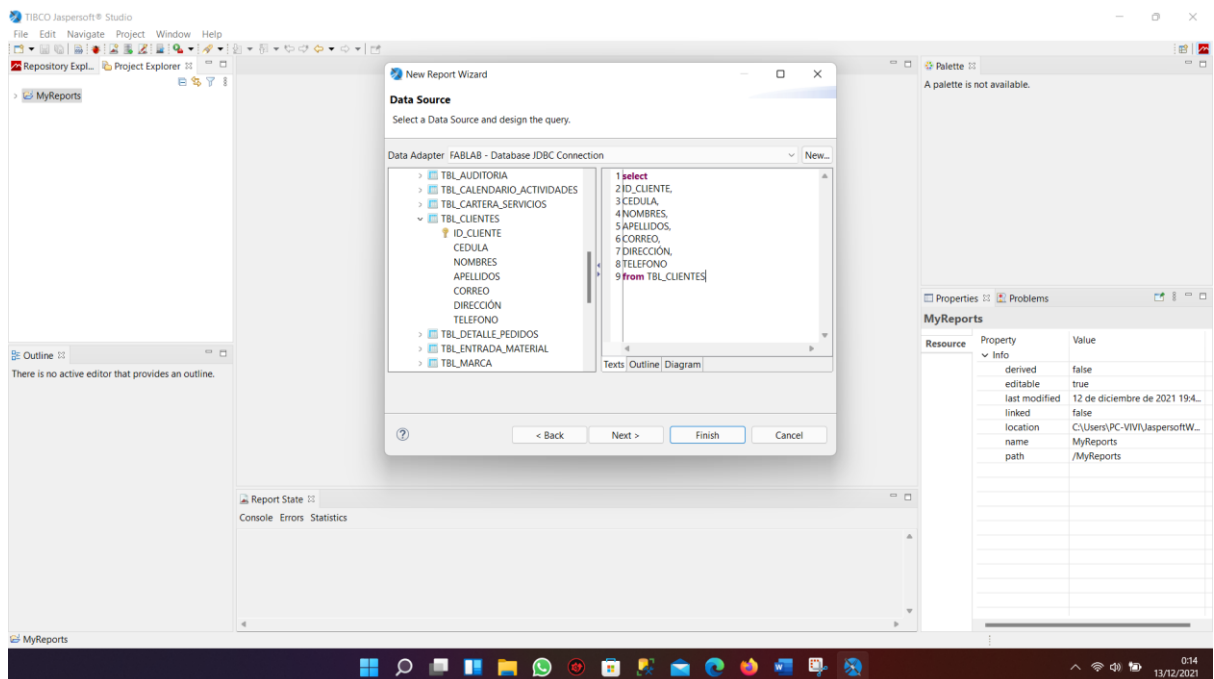 TIBCO Jaspersoft® Studio
File Edit Navigate Project Window Help
Repository Expl... Project Explorer
MyReports
Outline
There is no active editor that provides an outline.
New Report Wizard
Data Source
Select a Data Source and design the query.
Data Adapter FABLAB - Database JDBC Connection New...
TBL_AUDITORIA
TBL_CALENDARIO_ACTIVIDADES
TBL_CARTERA_SERVICIOS
TBL_CLIENTES
ID_CLIENTE
CEDULA
NOMBRES
APELLIDOS
CORREO
DIRECCIÓN
TELEFONO
TBL_DETALLE_PEDIDOS
TBL_ENTRADA_MATERIAL
TBL_MARCA
1 select
2 ID_CLIENTE,
3 CEDULA,
4 NOMBRES,
5 APELLIDOS,
6 CORREO,
7 DIRECCIÓN,
8 TELEFONO
9 from TBL_CLIENTES
Texts Outline Diagram
< Back Next > Finish Cancel
Report State
Console Errors Statistics
Palette
A palette is not available.
Properties Problems
MyReports
Resource
Property Value
Info
derived false
editable true
last modified 12 de diciembre de 2021 19:4...
linked false
location C:\Users\PC-VIVI\JaspersoftW...
name MyReports
path /MyReports
MyReports
0:14
13/12/2021